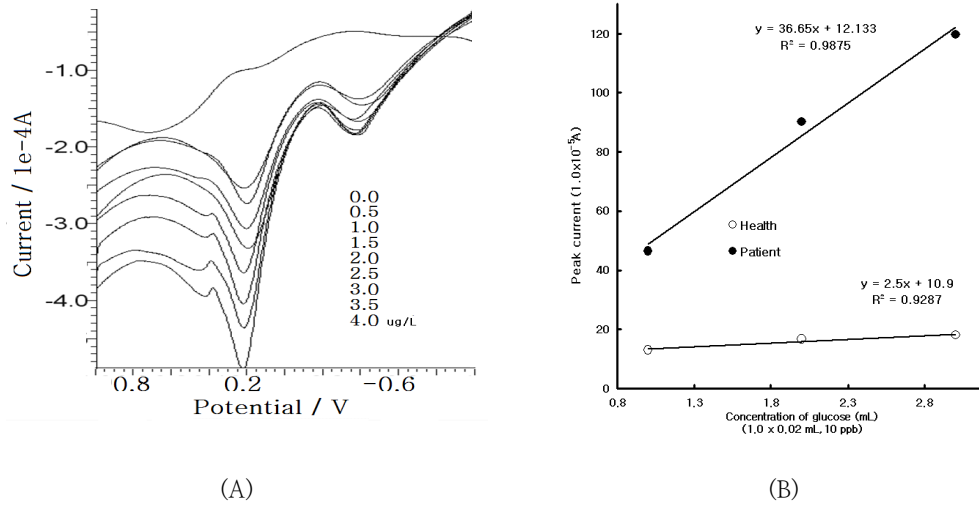 -1.0
-2.0
-3.0
-4.0
Current / 1e-4A
0.0
0.5
1.0
1.5
2.0
2.5
3.0
3.5
4.0 ug/L
0.8
0.2
-0.6
Potential / V
(A)
120
100
80
60
40
20
0
Peak current (1.0x10⁻⁵A)
y = 36.65x + 12.133
R² = 0.9875
Health
Patient
y = 2.5x + 10.9
R² = 0.9287
0.8
1.3
1.8
2.3
2.8
Concentration of glucose (mL)
(1.0 x 0.02 mL, 10 ppb)
(B)